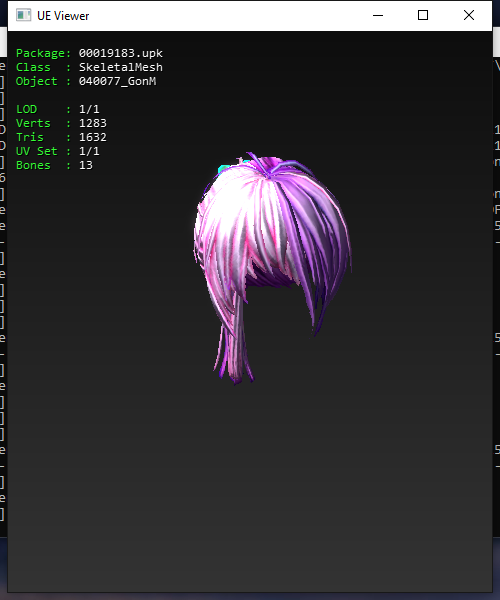 UE Viewer
Package: 00019183.upk
Class : SkeletalMesh
Object : 040077_GonM
LOD : 1/1
Verts : 1283
Tris : 1632
UV Set : 1/1
Bones : 13